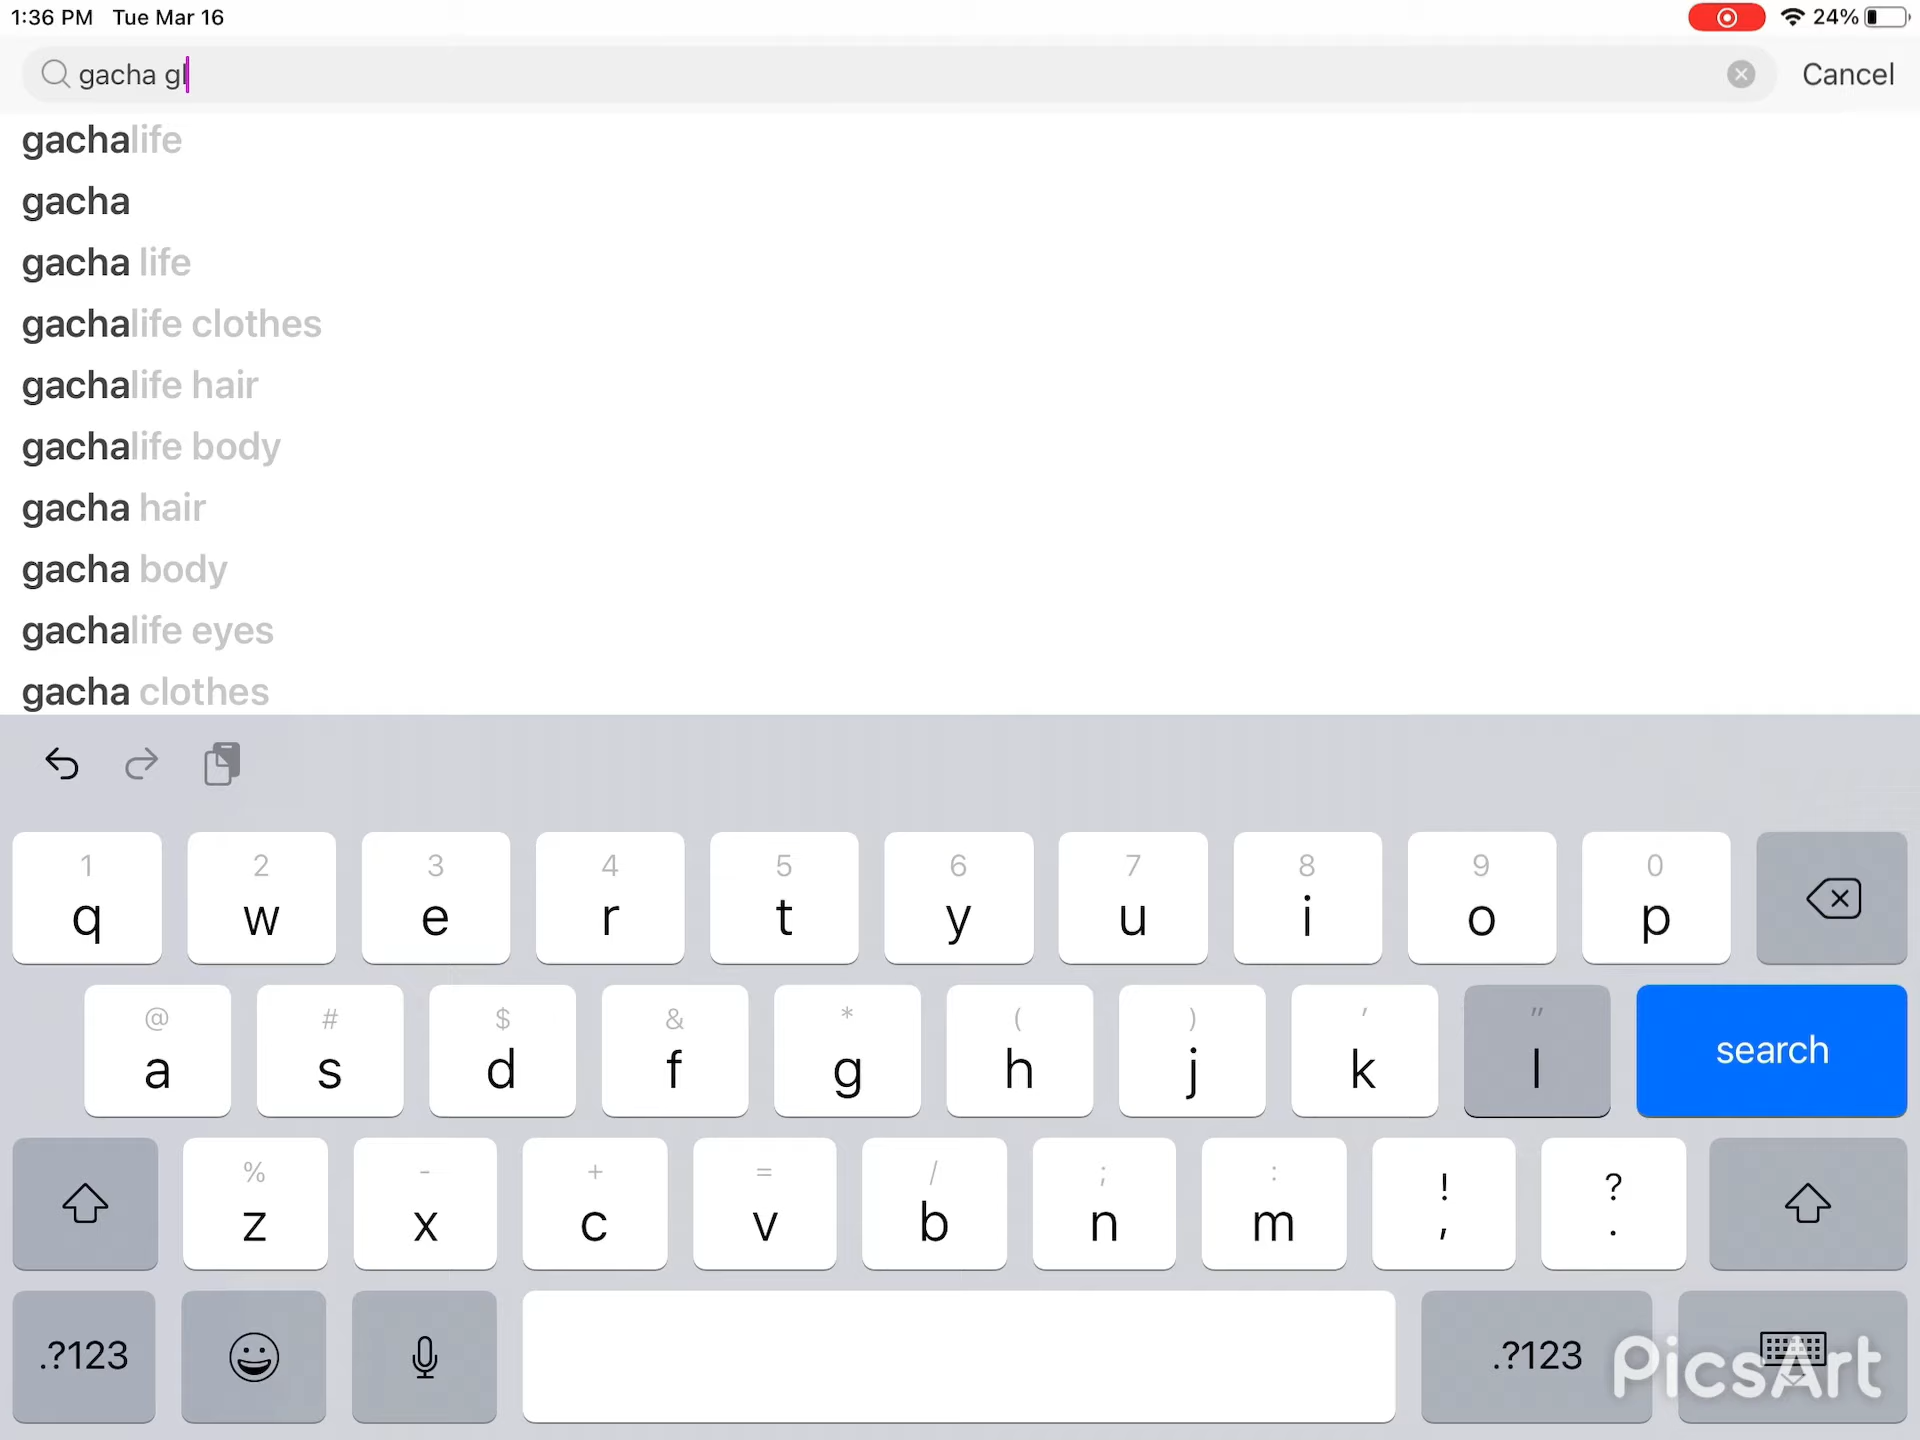 1:36 PM Tue Mar 16 24%
gacha gl Cancel
gachalife
gacha
gacha life
gachalife clothes
gachalife hair
gachalife body
gacha hair
gacha body
gachalife eyes
gacha clothes
1 2 3 4 5 6 7 8 9 0
q w e r t y u i o p
@ # $ & * ( ) ' "
a s d f g h j k l search
% - + = / ; : ! ?
z x c v b n m , .
.?123 .?123
PicsArt